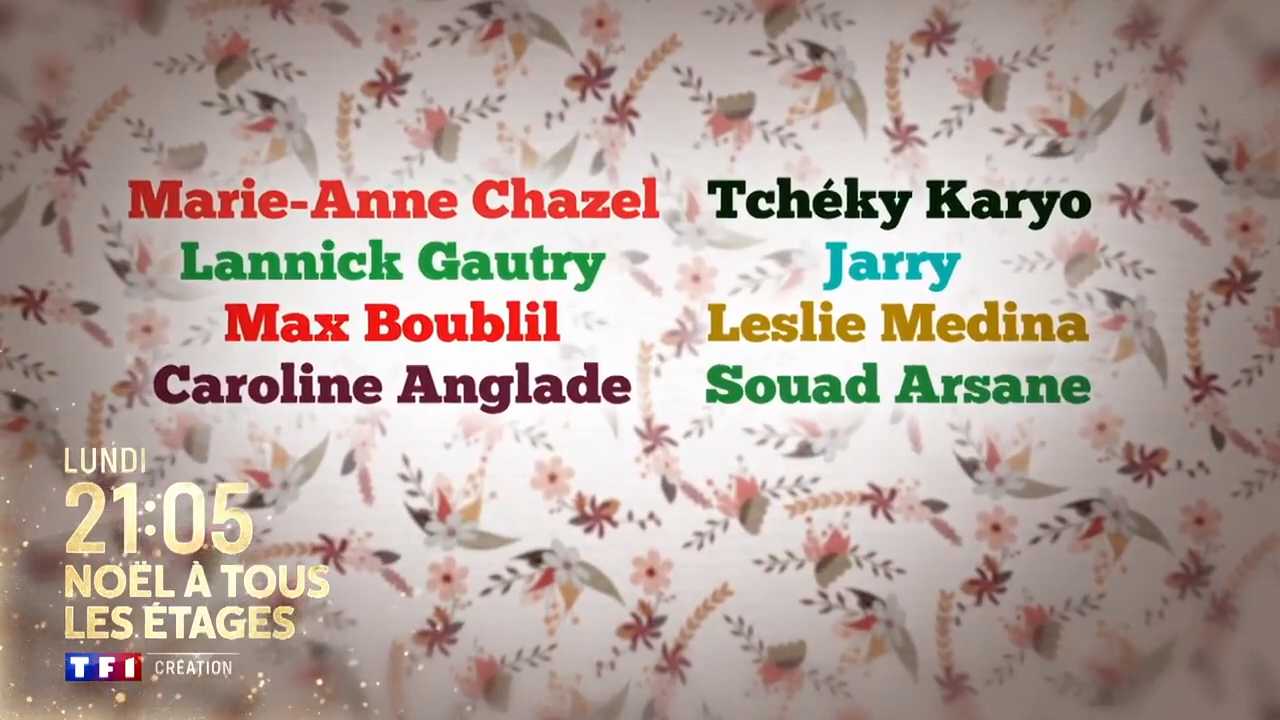 Marie-Anne Chazel
Lannick Gautry
Max Boublil
Caroline Anglade
Tchéky Karyo
Jarry
Leslie Medina
Souad Arsane
LUNDI
21:05
NOËL À TOUS
LES ÉTAGES
TF1 CRÉATION